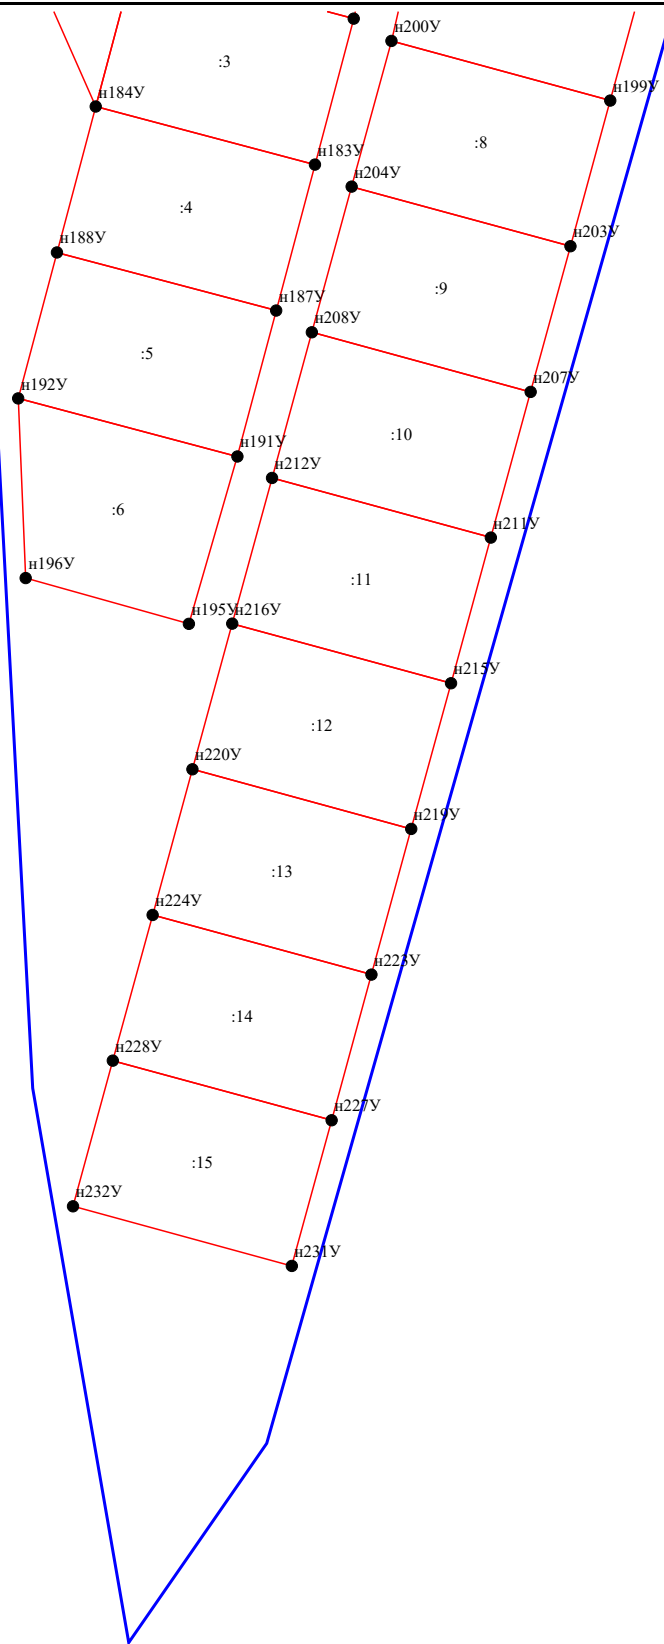 н200У
:3
н199У
н184У
:8
н183У
н204У
:4
н203У
н188У
:9
н187У
н208У
:5
н207У
н192У
:10
н191У
н212У
:6
н211У
н196У
:11
н195У
н216У
н215У
:12
н220У
н219У
:13
н224У
н223У
:14
н228У
н227У
:15
н232У
н231У